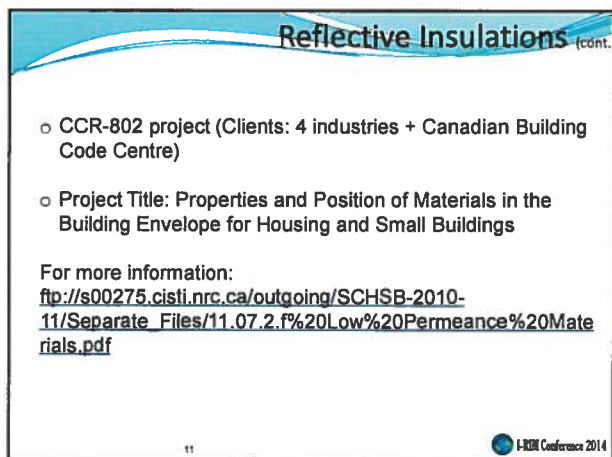 Reflective Insulations (cont.
o CCR-802 project (Clients: 4 industries + Canadian Building
Code Centre)
o Project Title: Properties and Position of Materials in the
Building Envelope for Housing and Small Buildings
For more information:
ftp://s00275.cisti.nrc.ca/outgoing/SCHSB-2010-
11/Separate_Files/11.07.2.f%20Low%20Permeance%20Mate
rials.pdf
11
I-RIM Conference 2014